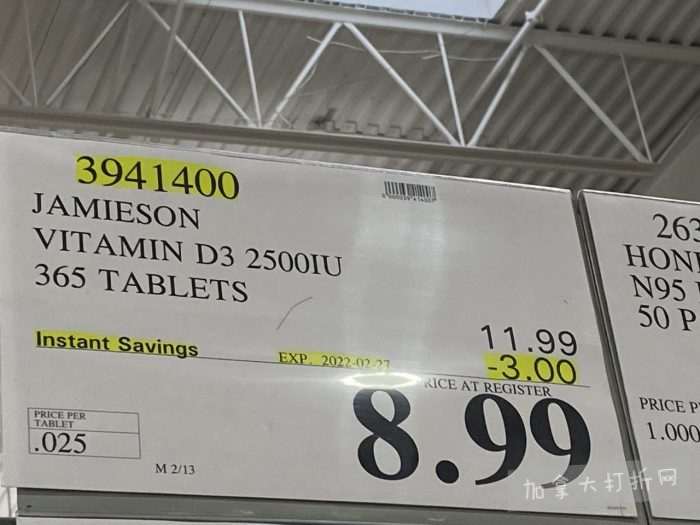 3941400
JAMIESON
VITAMIN D3 2500IU
365 TABLETS
11.99
Instant Savings EXP. 2022-02-27 -3.00
RICE AT REGISTER
8.99
PRICE PER
TABLET
.025
M 2/13
263
HON
N95
50 P
PRICE P
1.000
加拿大打折网